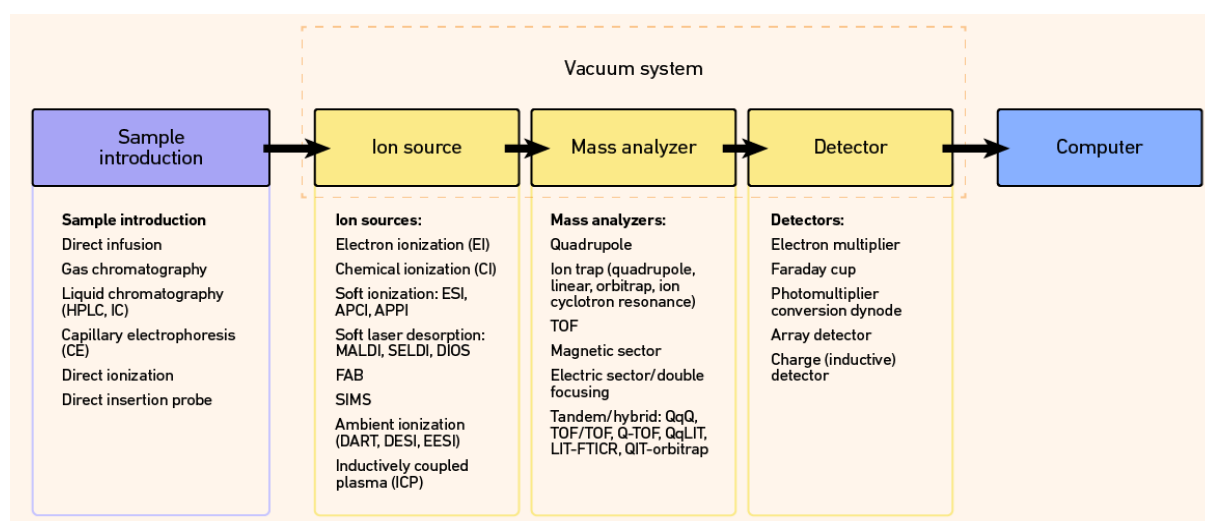 Vacuum system
Sample
introduction
Ion source
Mass analyzer
Detector
Computer
Sample introduction
Direct infusion
Gas chromatography
Liquid chromatography
(HPLC, IC)
Capillary electrophoresis
(CE)
Direct ionization
Direct insertion probe
Ion sources:
Electron ionization (EI)
Chemical ionization (CI)
Soft ionization: ESI,
APCI, APPI
Soft laser desorption:
MALDI, SELDI, DIOS
FAB
SIMS
Ambient ionization
(DART, DESI, EESI)
Inductively coupled
plasma (ICP)
Mass analyzers:
Quadrupole
Ion trap (quadrupole,
linear, orbitrap, ion
cyclotron resonance)
TOF
Magnetic sector
Electric sector/double
focusing
Tandem/hybrid: QqQ,
TOF/TOF, Q-TOF, QqLIT,
LIT-FTICR, QIT-orbitrap
Detectors:
Electron multiplier
Faraday cup
Photomultiplier
conversion dynode
Array detector
Charge (inductive)
detector